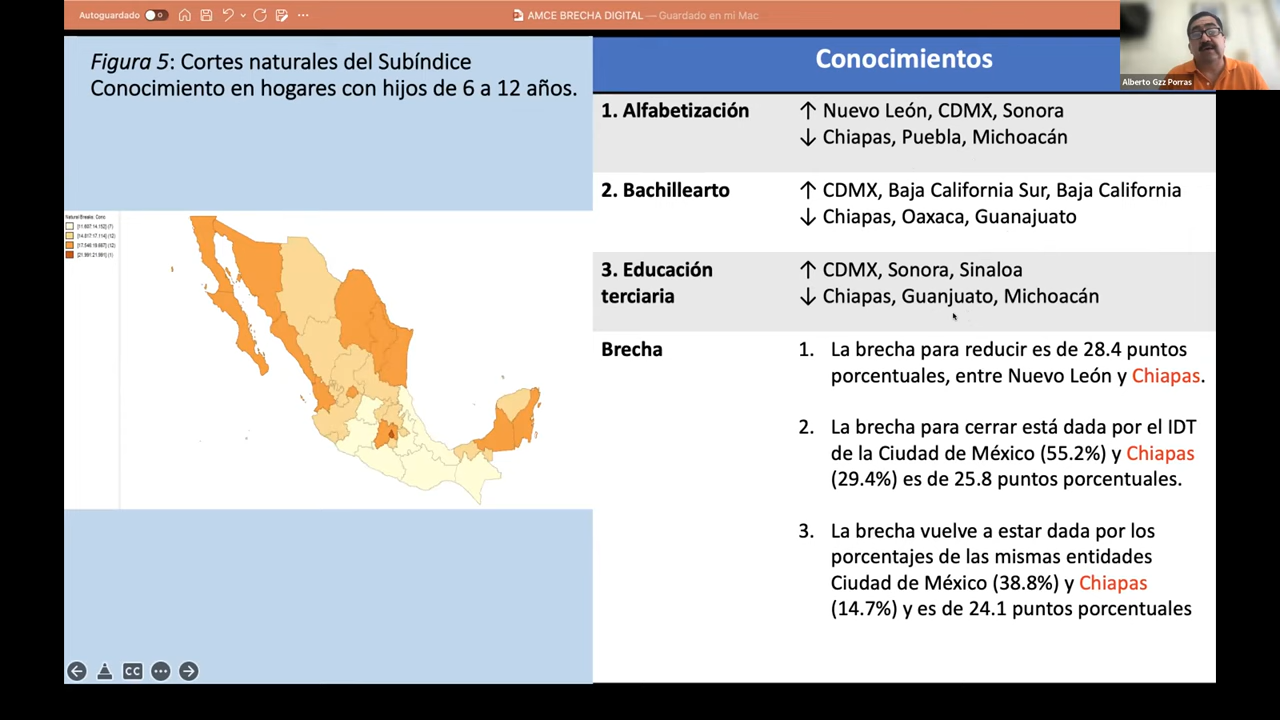 Autoguardado
AMCE BRECHA DIGITAL — Guardado en mi Mac
Alberto Gzz Porras
Figura 5: Cortes naturales del Subíndice
Conocimiento en hogares con hijos de 6 a 12 años.
Conocimientos
1. Alfabetización
↑ Nuevo León, CDMX, Sonora
↓ Chiapas, Puebla, Michoacán
2. Bachillearto
↑ CDMX, Baja California Sur, Baja California
↓ Chiapas, Oaxaca, Guanajuato
3. Educación
terciaria
↑ CDMX, Sonora, Sinaloa
↓ Chiapas, Guanjuato, Michoacán
Brecha
1. La brecha para reducir es de 28.4 puntos
porcentuales, entre Nuevo León y Chiapas.
2. La brecha para cerrar está dada por el IDT
de la Ciudad de México (55.2%) y Chiapas
(29.4%) es de 25.8 puntos porcentuales.
3. La brecha vuelve a estar dada por los
porcentajes de las mismas entidades
Ciudad de México (38.8%) y Chiapas
(14.7%) y es de 24.1 puntos porcentuales
Natural Breaks: Conc
CC